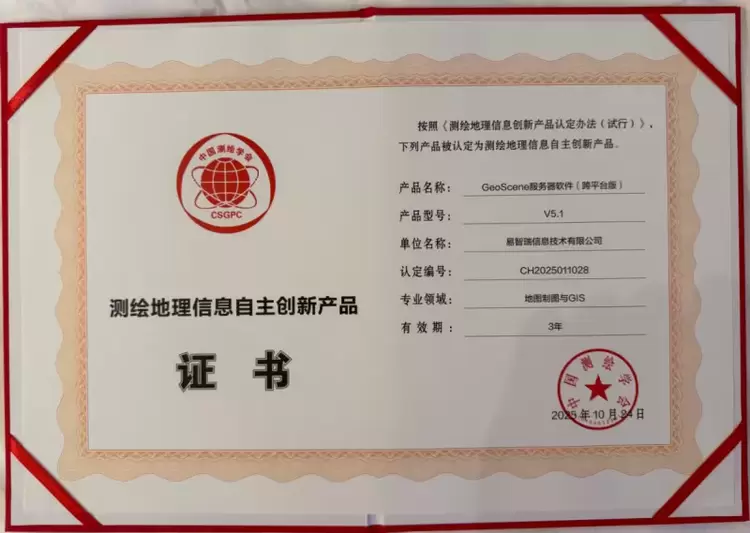 中国测绘学会
CSGPC
测绘地理信息自主创新产品
证书
按照《测绘地理信息创新产品认定办法(试行)》,
下列产品被认定为测绘地理信息自主创新产品。
产品名称: GeoScene服务器软件(跨平台版)
产品型号: V5.1
单位名称: 易智瑞信息技术有限公司
认定编号: CH2025011028
专业领域: 地图制图与GIS
有效期: 3年
中国测绘学会
2025年10月24日